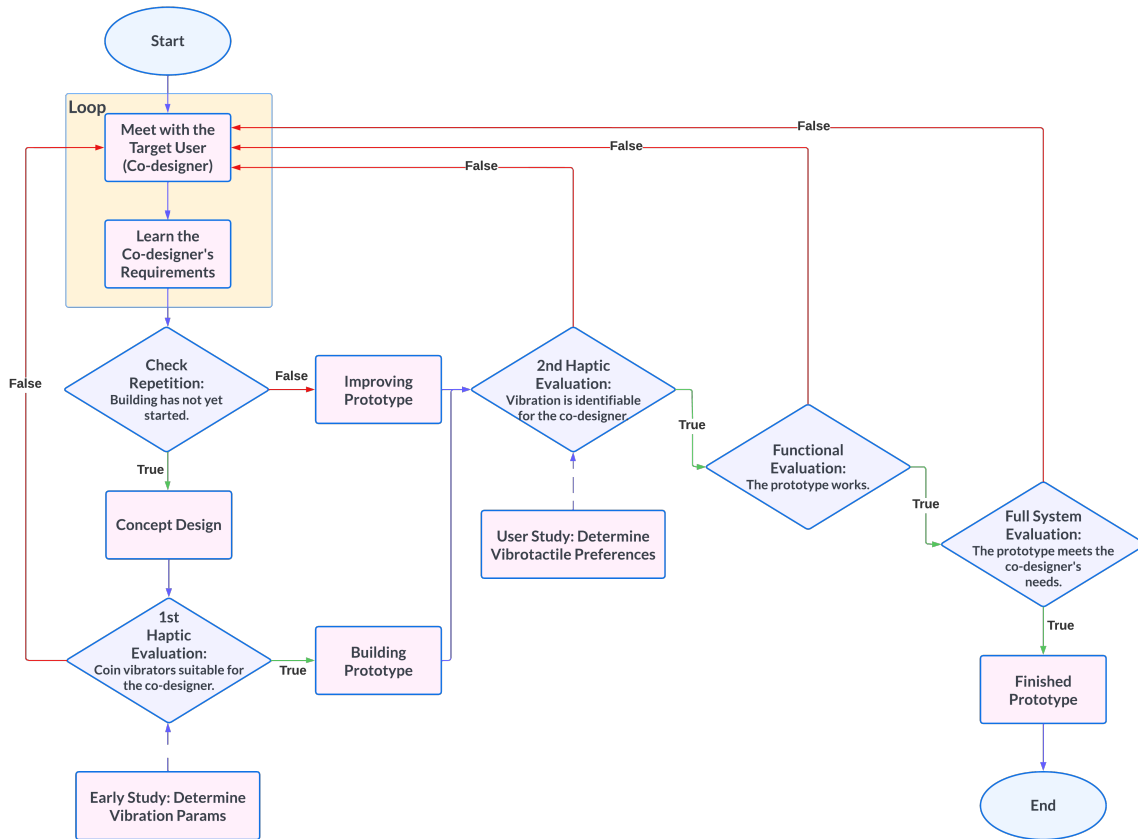 Start
Loop
Meet with the
Target User
(Co-designer)
False
False
False
Learn the
Co-designer's
Requirements
False
Check
Repetition:
Building has not yet
started.
False
Improving
Prototype
2nd Haptic
Evaluation:
Vibration is identifiable
for the co-designer.
True
True
Functional
Evaluation:
The prototype works.
Concept Design
User Study: Determine
Vibrotactile Preferences
True
Full System
Evaluation:
The prototype meets the
co-designer's
needs.
1st
Haptic
Evaluation:
Coin vibrators suitable for
the co-designer.
True
Building
Prototype
True
Finished
Prototype
Early Study: Determine
Vibration Params
End